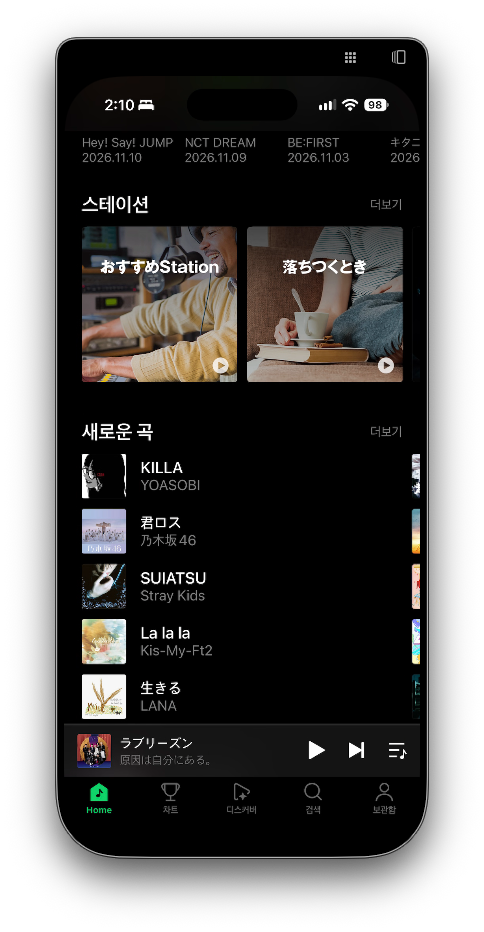 2:10
98
Hey! Say! JUMP
2026.11.10
NCT DREAM
2026.11.09
BE:FIRST
2026.11.03
キタニ
2026
스테이션
더보기
おすすめStation
落ちつくとき
새로운 곡
더보기
KILLA
YOASOBI
君ロス
乃木坂46
SUIATSU
Stray Kids
La la la
Kis-My-Ft2
生きる
LANA
ラブリーズン
原因は自分にある。
Home
차트
디스커버
검색
보관함